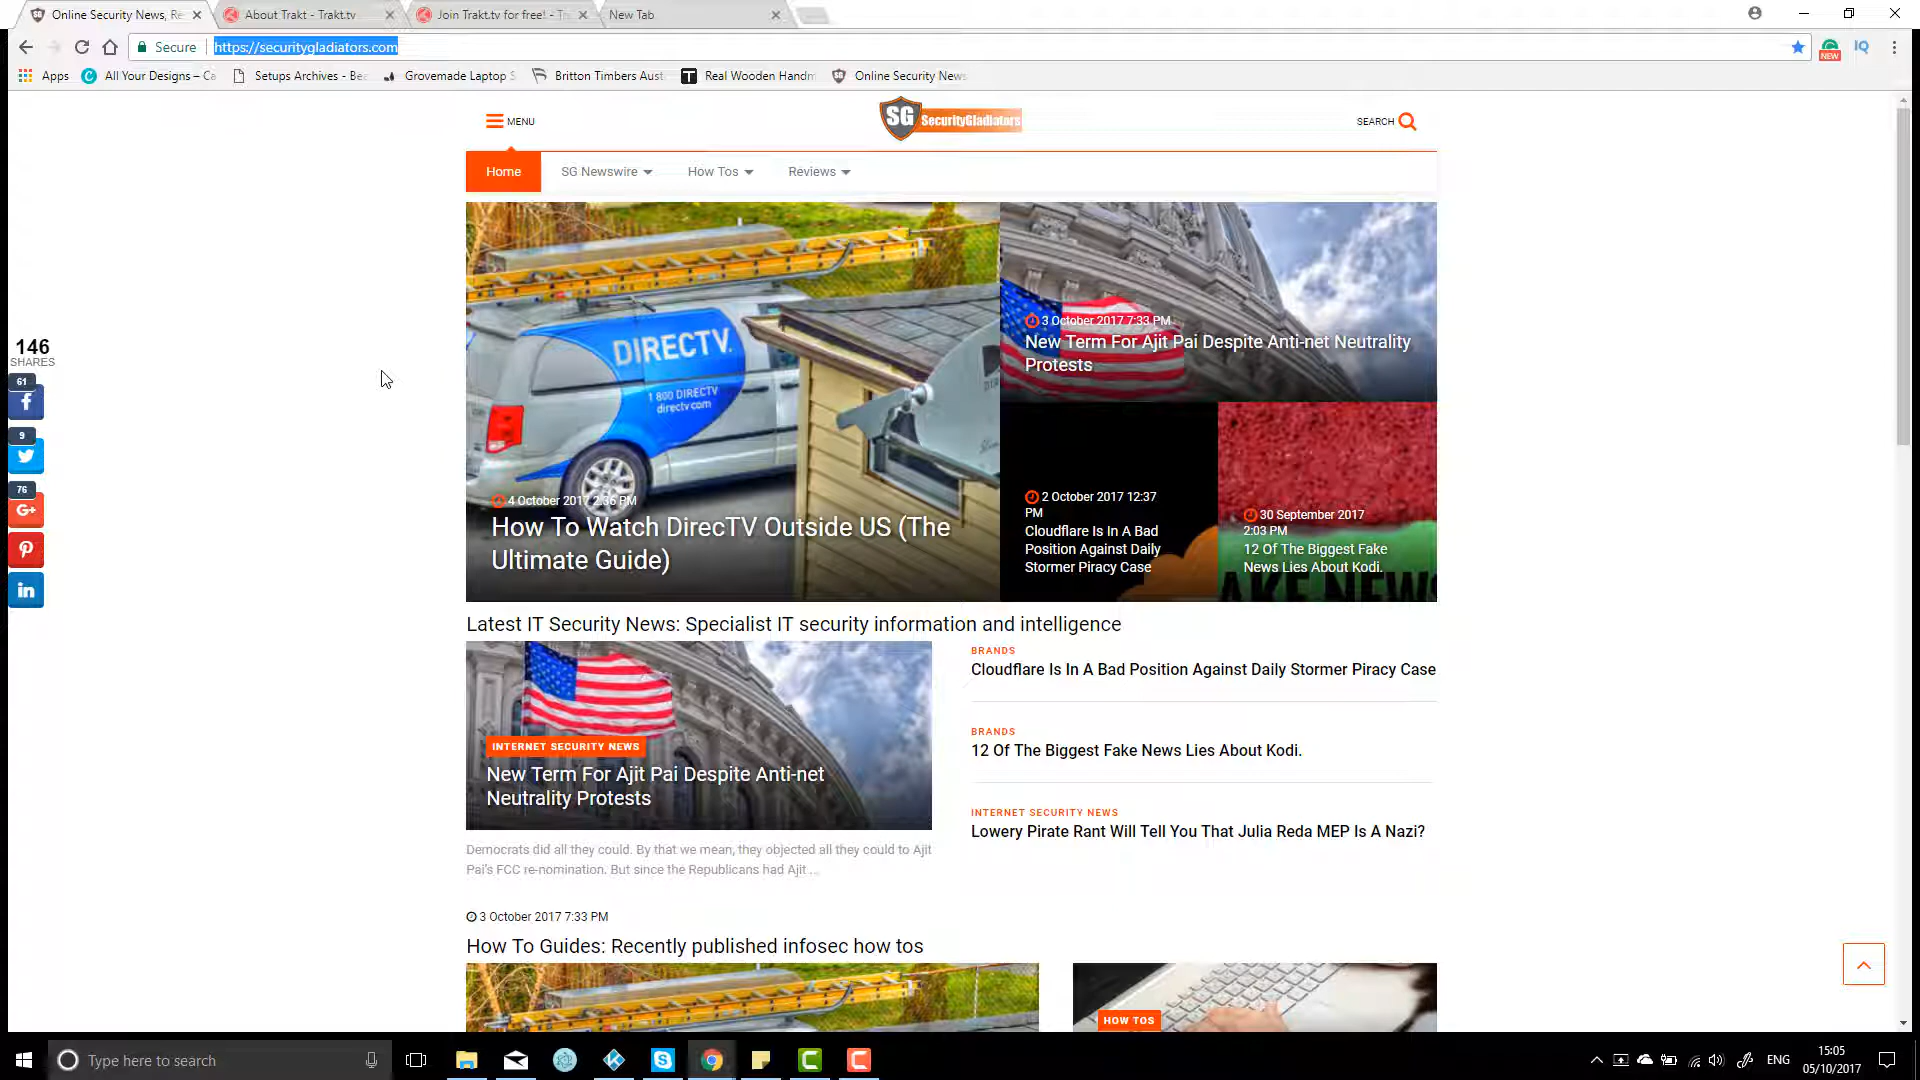 Online Security News, Re
About Trakt - Trakt.tv
Join Trakt.tv for free! - T
New Tab
Secure
https://securitygladiators.com
NEW
IQ
Apps
All Your Designs – Ca
Setups Archives - Be
Grovemade Laptop S
Britton Timbers Aust
T
Real Wooden Handm
Online Security News
MENU
SG
SecurityGladiators
SEARCH
Home
SG Newswire
How Tos
Reviews
DIRECTV
1 800 DIRECTV
directv.com
4 October 2017 2:36 PM
How To Watch DirecTV Outside US (The
Ultimate Guide)
3 October 2017 7:33 PM
New Term For Ajit Pai Despite Anti-net Neutrality
Protests
2 October 2017 12:37
PM
Cloudflare Is In A Bad
Position Against Daily
Stormer Piracy Case
30 September 2017
2:03 PM
12 Of The Biggest Fake
News Lies About Kodi.
AKE NEWS
146
SHARES
61
9
76
G+
in
Latest IT Security News: Specialist IT security information and intelligence
INTERNET SECURITY NEWS
New Term For Ajit Pai Despite Anti-net
Neutrality Protests
Democrats did all they could. By that we mean, they objected all they could to Ajit
Pai's FCC re-nomination. But since the Republicans had Ajit ...
3 October 2017 7:33 PM
BRANDS
Cloudflare Is In A Bad Position Against Daily Stormer Piracy Case
BRANDS
12 Of The Biggest Fake News Lies About Kodi.
INTERNET SECURITY NEWS
Lowery Pirate Rant Will Tell You That Julia Reda MEP Is A Nazi?
How To Guides: Recently published infosec how tos
HOW TOS
Type here to search
ENG
15:05
05/10/2017